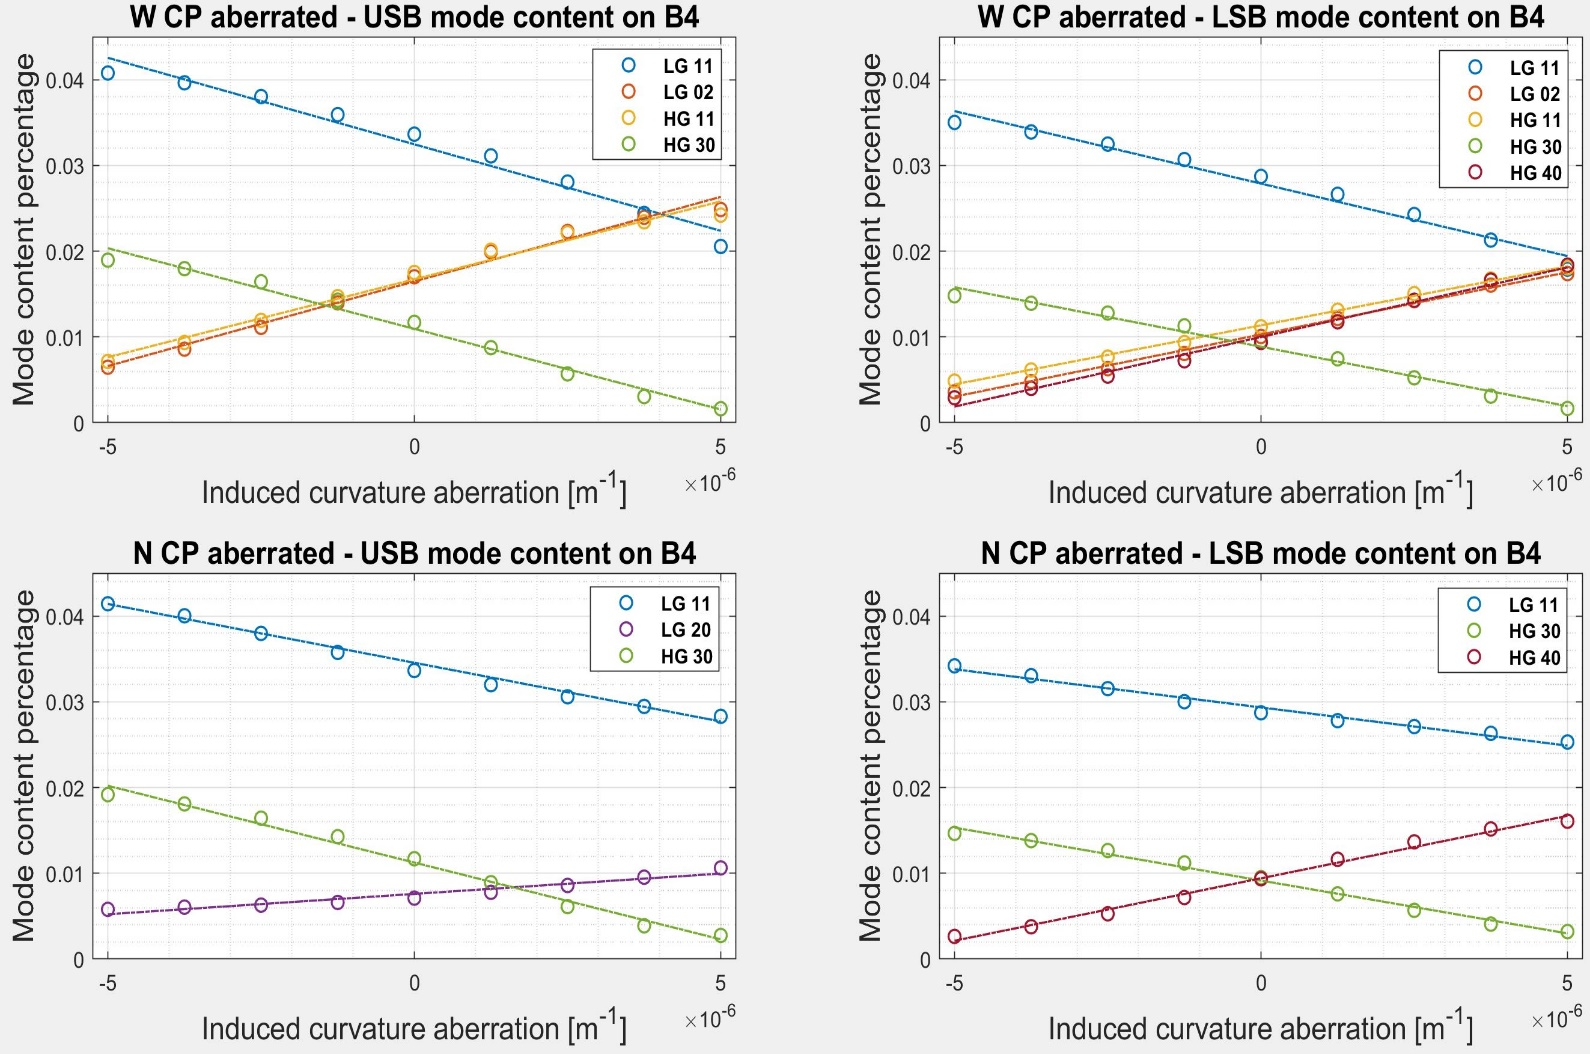 W CP aberrated - USB mode content on B4
Mode content percentage
0.04
0.03
0.02
0.01
0
-5
0
5
×10-6
Induced curvature aberration [m-1]
LG 11
LG 02
HG 11
HG 30
W CP aberrated - LSB mode content on B4
Mode content percentage
0.04
0.03
0.02
0.01
0
-5
0
5
×10-6
Induced curvature aberration [m-1]
LG 11
LG 02
HG 11
HG 30
HG 40
N CP aberrated - USB mode content on B4
Mode content percentage
0.04
0.03
0.02
0.01
0
-5
0
5
×10-6
Induced curvature aberration [m-1]
LG 11
LG 20
HG 30
N CP aberrated - LSB mode content on B4
Mode content percentage
0.04
0.03
0.02
0.01
0
-5
0
5
×10-6
Induced curvature aberration [m-1]
LG 11
HG 30
HG 40